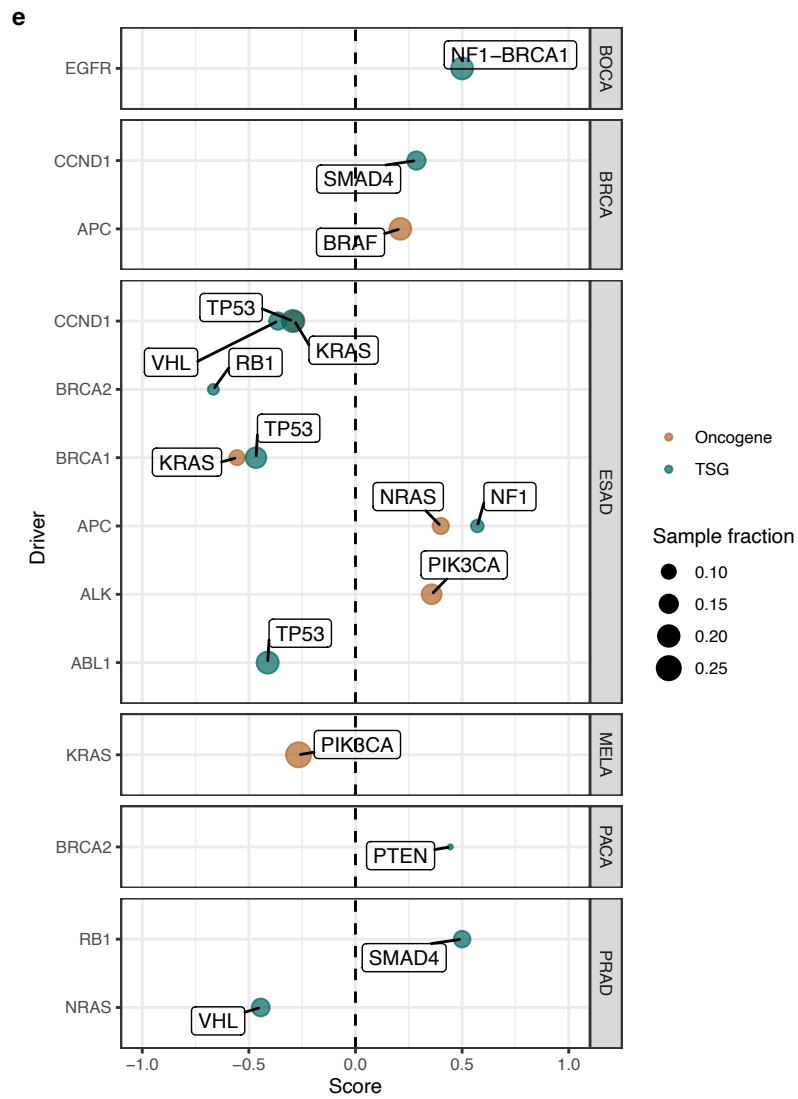 e
EGFR
NF1−BRCA1
BOCA
CCND1
SMAD4
APC
BRAF
BRCA
CCND1
TP53
VHL
KRAS
BRCA2
RB1
BRCA1
TP53
KRAS
APC
NRAS
NF1
ALK
PIK3CA
ABL1
TP53
ESAD
KRAS
PIK3CA
MELA
BRCA2
PTEN
PACA
RB1
SMAD4
NRAS
VHL
PRAD
Driver
−1.0
−0.5
0.0
0.5
1.0
Score
Oncogene
TSG
Sample fraction
0.10
0.15
0.20
0.25